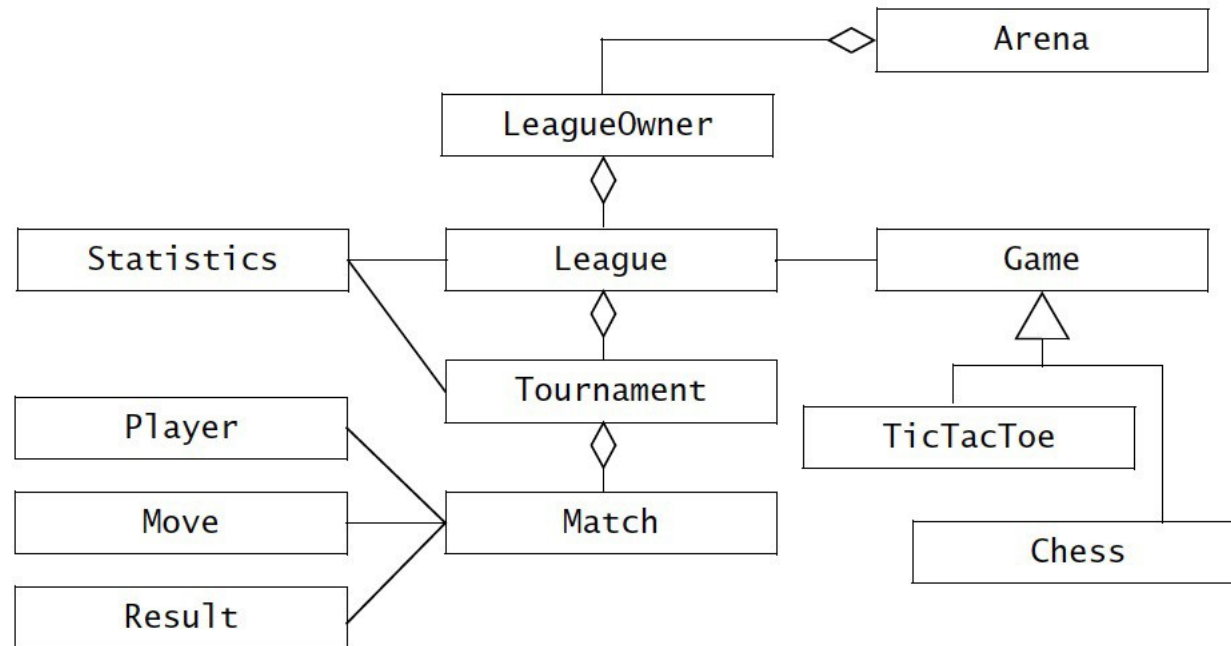 Arena
LeagueOwner
Statistics
League
Game
Tournament
Player
TicTacToe
Move
Match
Chess
Result